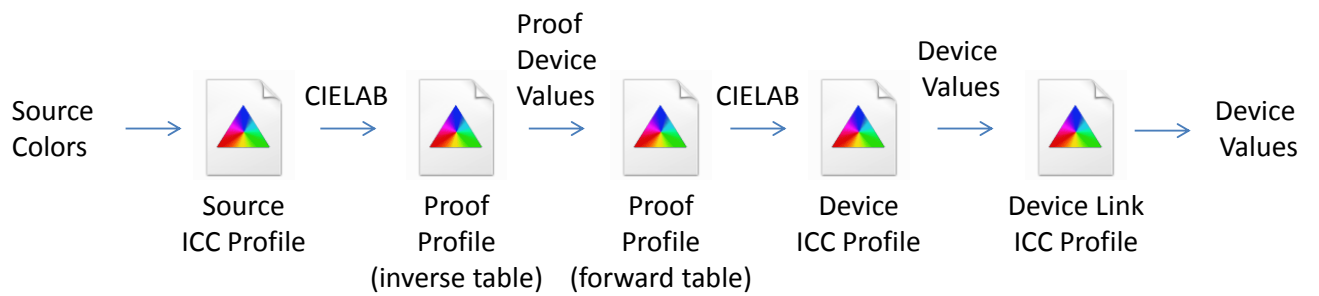 Source
Colors
CIELAB
Proof
Device
Values
CIELAB
Device
Values
Device
Values
Source
ICC Profile
Proof
Profile
(inverse table)
Proof
Profile
(forward table)
Device
ICC Profile
Device Link
ICC Profile